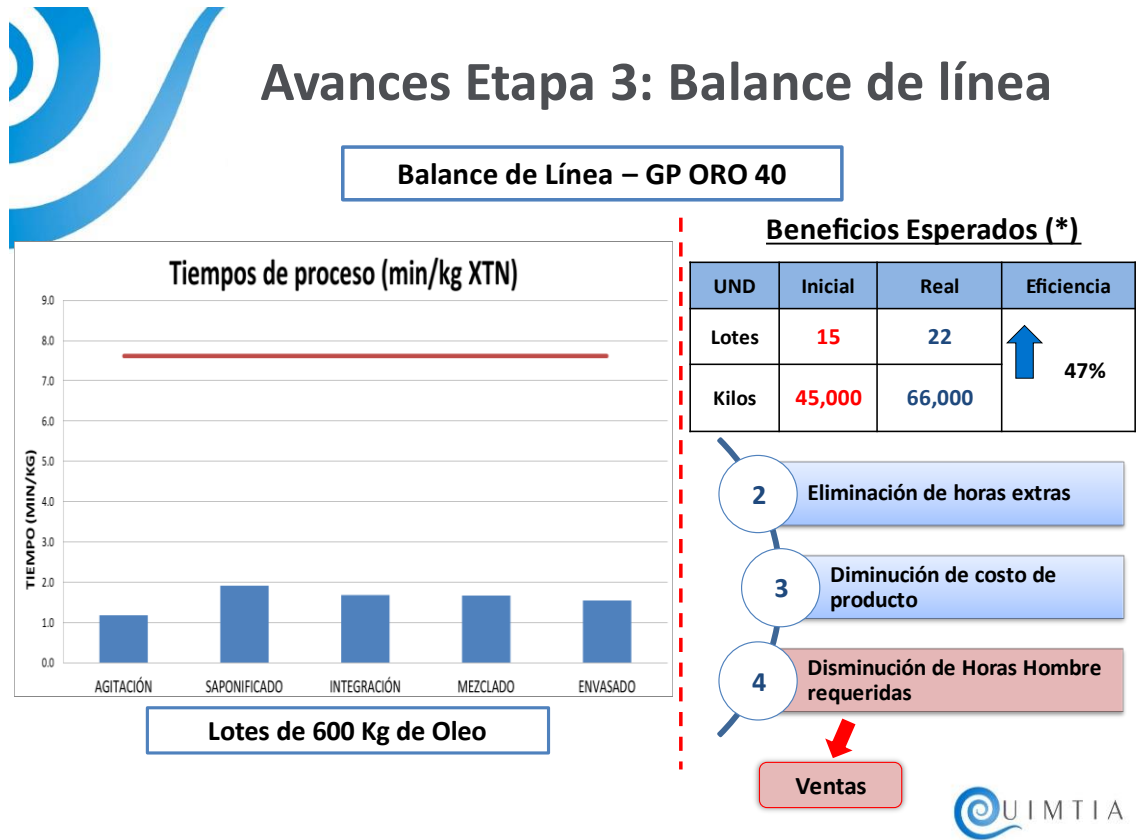 Avances Etapa 3: Balance de línea
Balance de Línea – GP ORO 40
Tiempos de proceso (min/kg XTN)
TIEMPO (MIN/KG)
9.0
8.0
7.0
6.0
5.0
4.0
3.0
2.0
1.0
0.0
AGITACIÓN SAPONIFICADO INTEGRACIÓN MEZCLADO ENVASADO
Lotes de 600 Kg de Oleo
Beneficios Esperados (*)
UND Inicial Real Eficiencia
Lotes 15 22
47%
Kilos 45,000 66,000
2 Eliminación de horas extras
3 Diminución de costo de
producto
4 Disminución de Horas Hombre
requeridas
Ventas
QUIMTIA